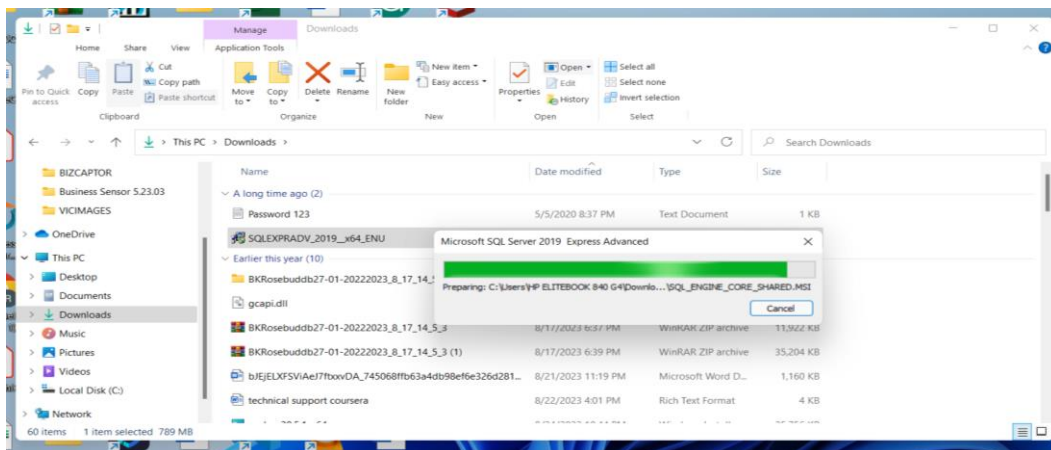 Manage
Downloads
Home Share View Application Tools
Pin to Quick access
Copy
Paste
Cut
Copy path
Paste shortcut
Clipboard
Move to
Copy to
Delete
Rename
Organize
New folder
New item
Easy access
New
Properties
Open
Edit
History
Open
Select all
Select none
Invert selection
Select
This PC > Downloads >
Search Downloads
BIZCAPTOR
Business Sensor 5.23.03
VICIMAGES
OneDrive
This PC
Desktop
Documents
Downloads
Music
Pictures
Videos
Local Disk (C:)
Network
Name Date modified Type Size
A long time ago (2)
Password 123 5/5/2020 8:37 PM Text Document 1 KB
SQLEXPRADV_2019_x64_ENU
Earlier this year (10)
BKRosebuddb27-01-20222023_8_17_14_5
gcapi.dll
BKRosebuddb27-01-20222023_8_17_14_5_3 8/17/2023 6:37 PM WinRAR ZIP archive 11,922 KB
BKRosebuddb27-01-20222023_8_17_14_5_3 (1) 8/17/2023 6:39 PM WinRAR ZIP archive 35,204 KB
8/21/2023 11:19 PM Microsoft Word D... 1,160 KB
technical support coursera 8/22/2023 4:01 PM Rich Text Format 4 KB
Microsoft SQL Server 2019 Express Advanced
Preparing: C:\Users\HP ELITEBOOK 840 G4\Downlo...\SQL_ENGINE_CORE_SHARED.MSI
Cancel
60 items 1 item selected 789 MB